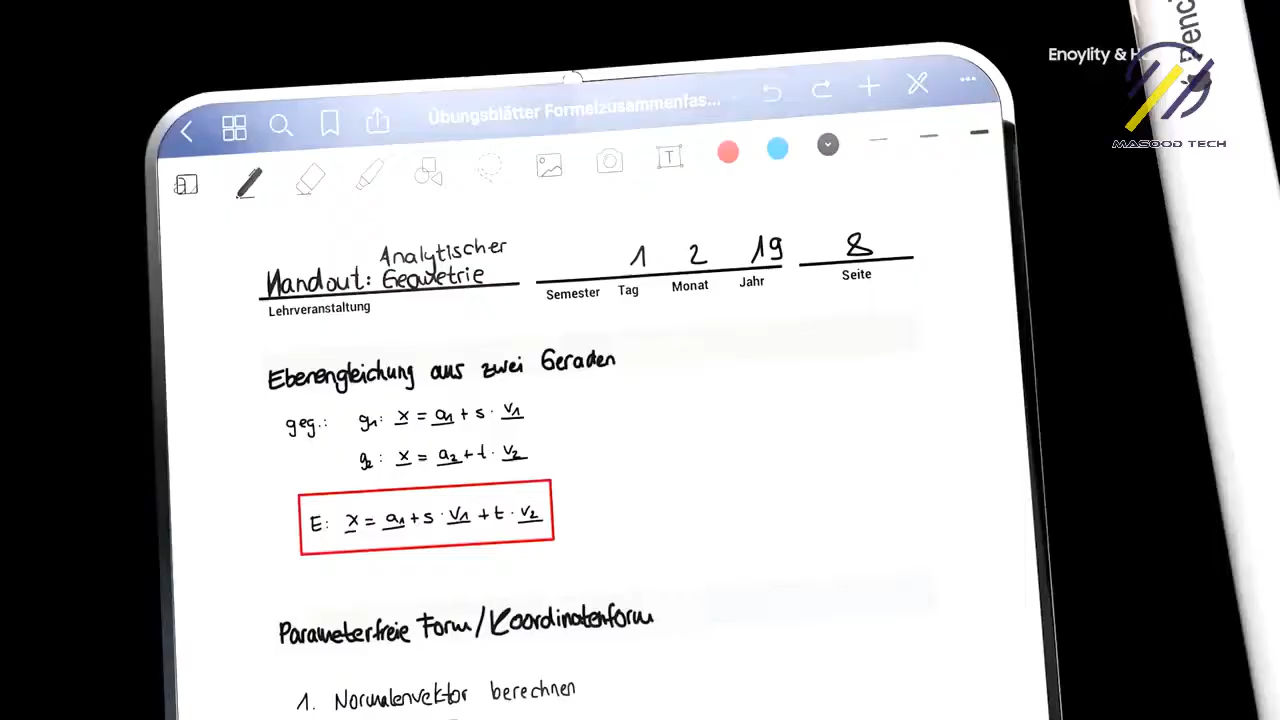 Enoylity & H
Penci
MASOOD TECH
Übungsblätter Formelzusammenfas...
T
Analytischer
Handout: Geometrie
1 2 19 8
Lehrveranstaltung
Semester Tag Monat Jahr Seite
Ebenengleichung aus zwei Geraden
geg.: g1: x = a1 + s · v1
g2: x = a2 + t · v2
E: x = a1 + s · v1 + t · v2
Parameterfreie Form/Koordinatenform
1. Normalenvektor berechnen